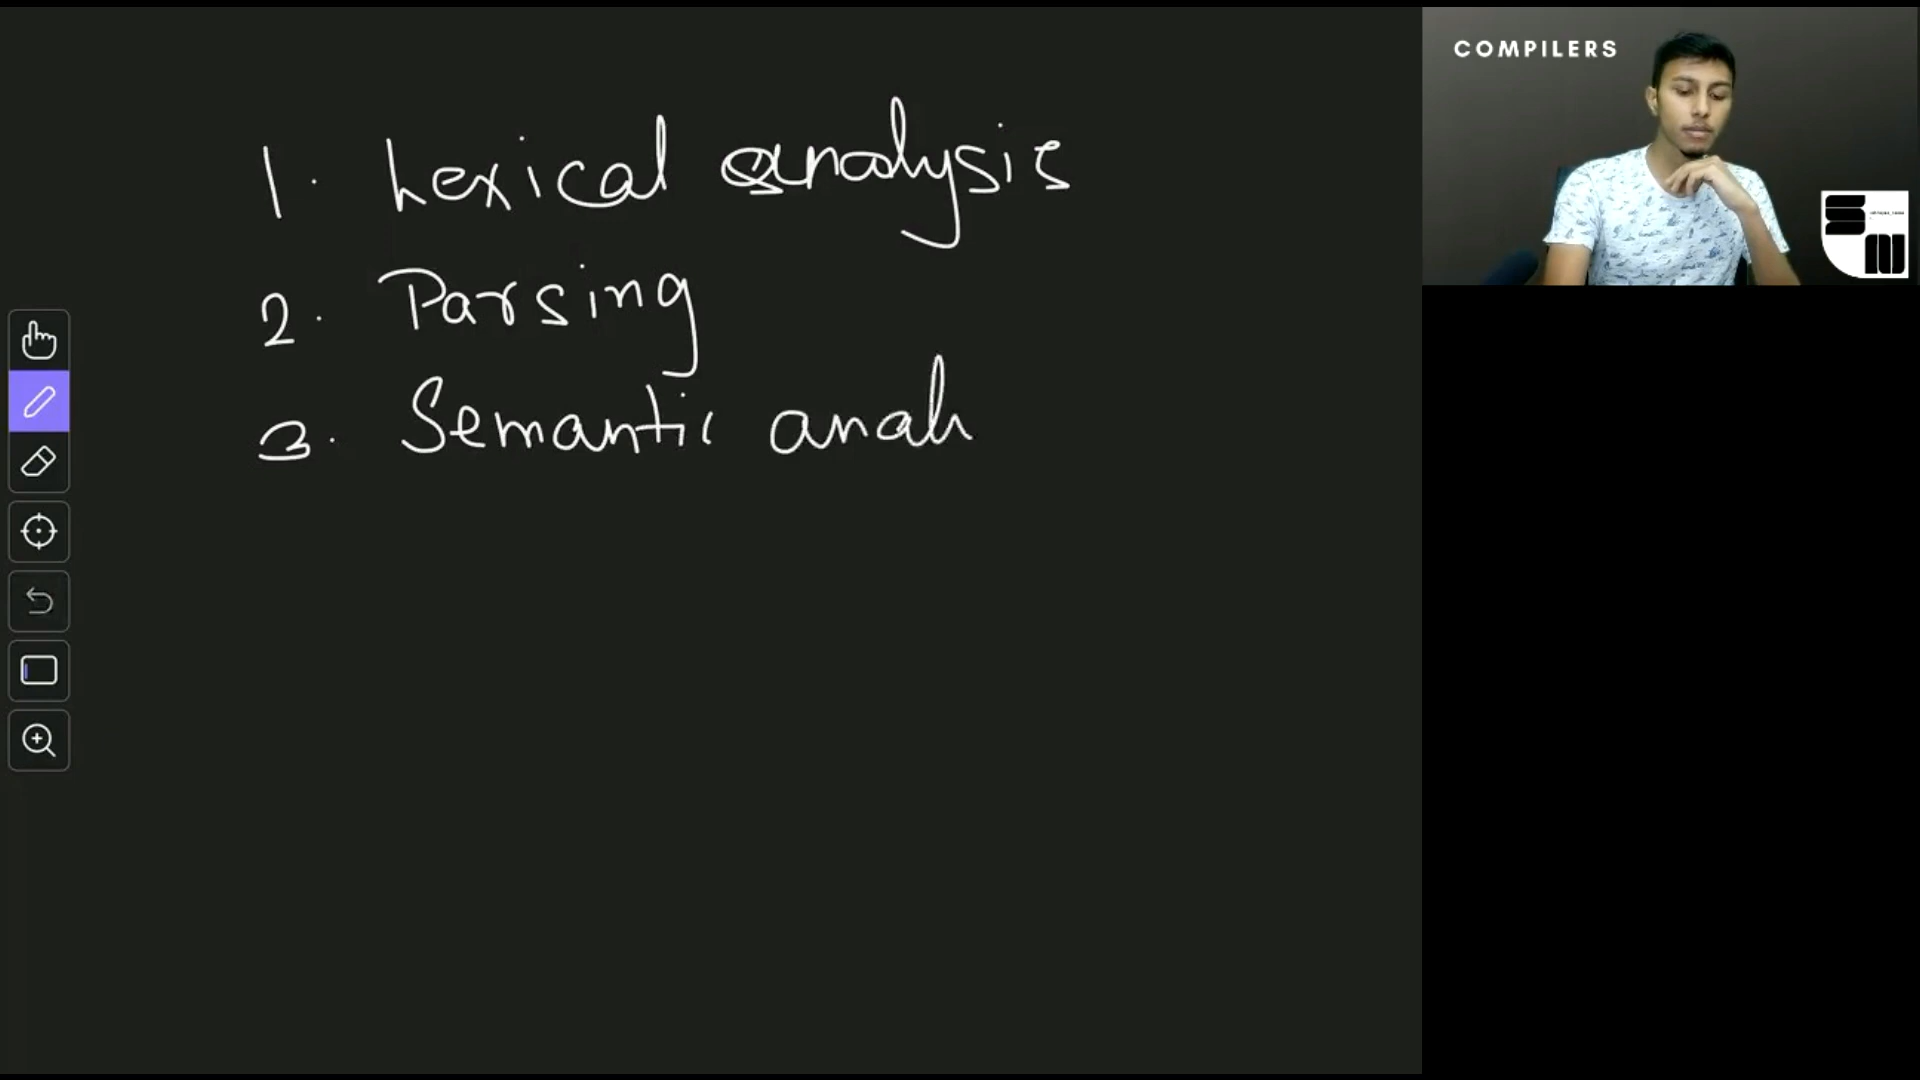 1. Lexical analysis
2. Parsing
3. Semantic anal
COMPILERS